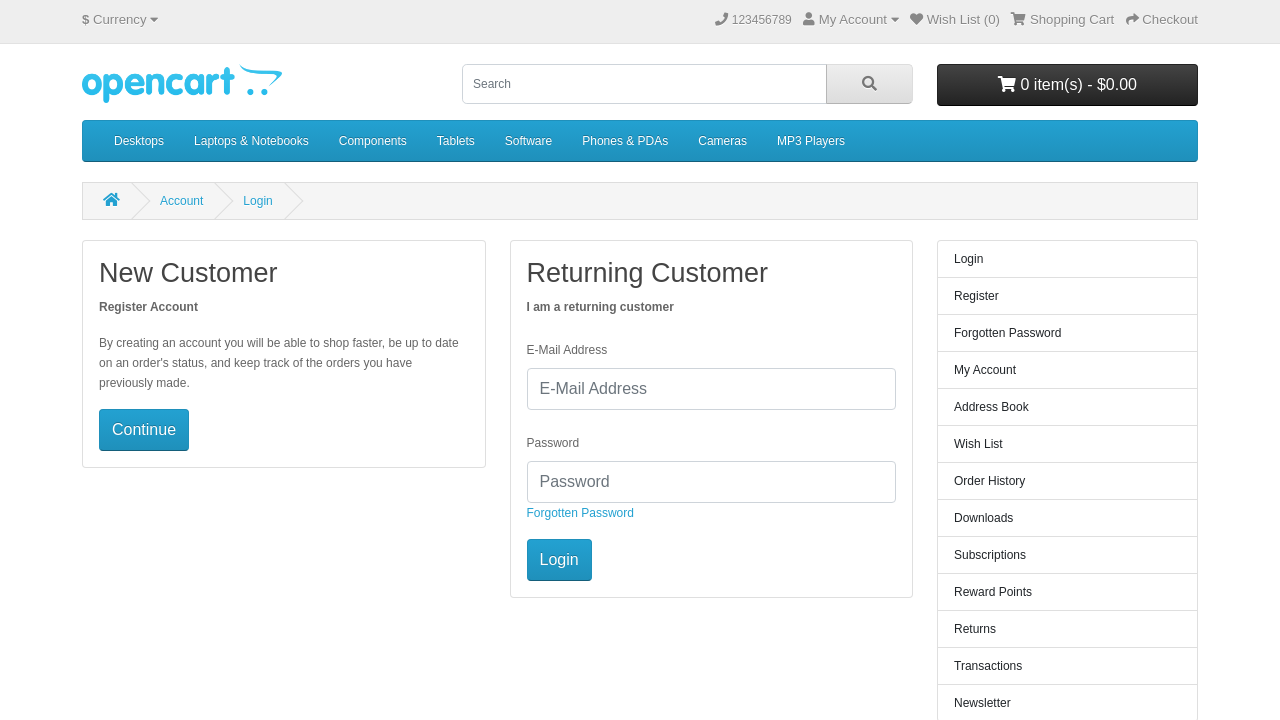 $ Currency
123456789 My Account Wish List (0) Shopping Cart Checkout
opencart
Search
0 item(s) - $0.00
Desktops Laptops & Notebooks Components Tablets Software Phones & PDAs Cameras MP3 Players
Account Login
New Customer
Register Account
By creating an account you will be able to shop faster, be up to date
on an order's status, and keep track of the orders you have
previously made.
Continue
Returning Customer
I am a returning customer
E-Mail Address
E-Mail Address
Password
Password
Forgotten Password
Login
Login
Register
Forgotten Password
My Account
Address Book
Wish List
Order History
Downloads
Subscriptions
Reward Points
Returns
Transactions
Newsletter